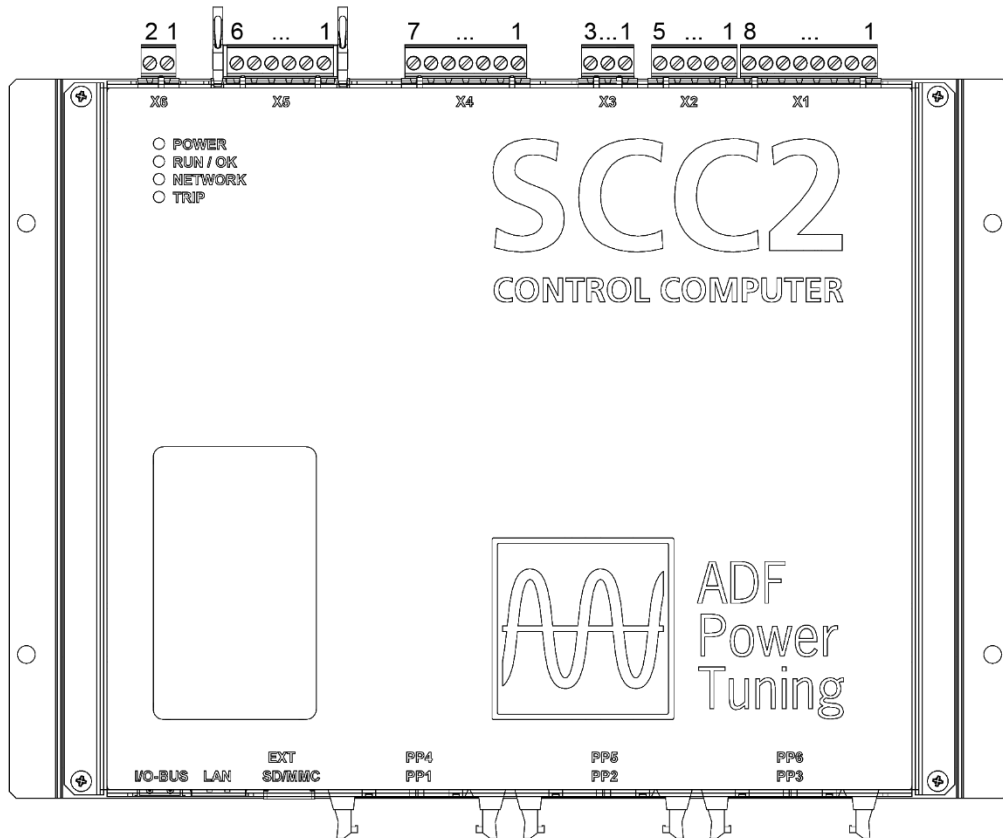 2 1 6 ... 1 7 ... 1 3...1 5 ... 1 8 ... 1
X6 X5 X4 X3 X2 X1
POWER
RUN / OK
NETWORK
TRIP
SCC2
CONTROL COMPUTER
ADF
Power
Tuning
EXT PP4 PP5 PP6
I/O-BUS LAN SD/MMC PP1 PP2 PP3